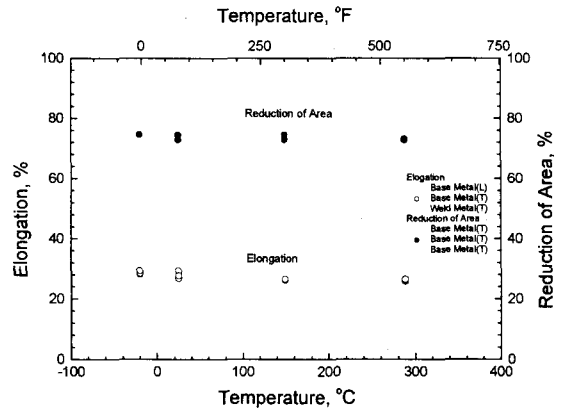 Temperature, °F
0 250 500 750
100 100
80 80
60 60
40 40
20 20
0 0
-100 0 100 200 300 400
Temperature, °C
Elongation, %
Reduction of Area, %
Reduction of Area
Elongation
Elogation
Base Metal(L)
Base Metal(T)
Weld Metal(T)
Reduction of Area
Base Metal(T)
Base Metal(T)
Base Metal(T)